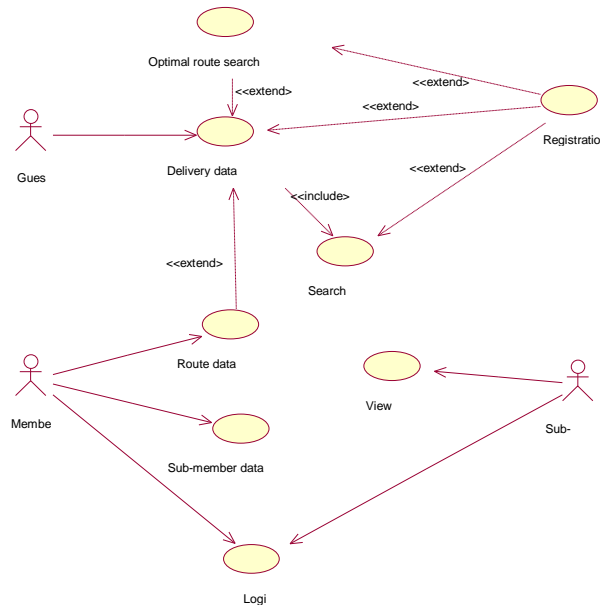 Optimal route search
<<extend>>
<<extend>>
<<extend>>
Registratio
Gues
Delivery data
<<extend>>
<<include>>
<<extend>>
Search
Route data
View
Membe
Sub-
Sub-member data
Logi